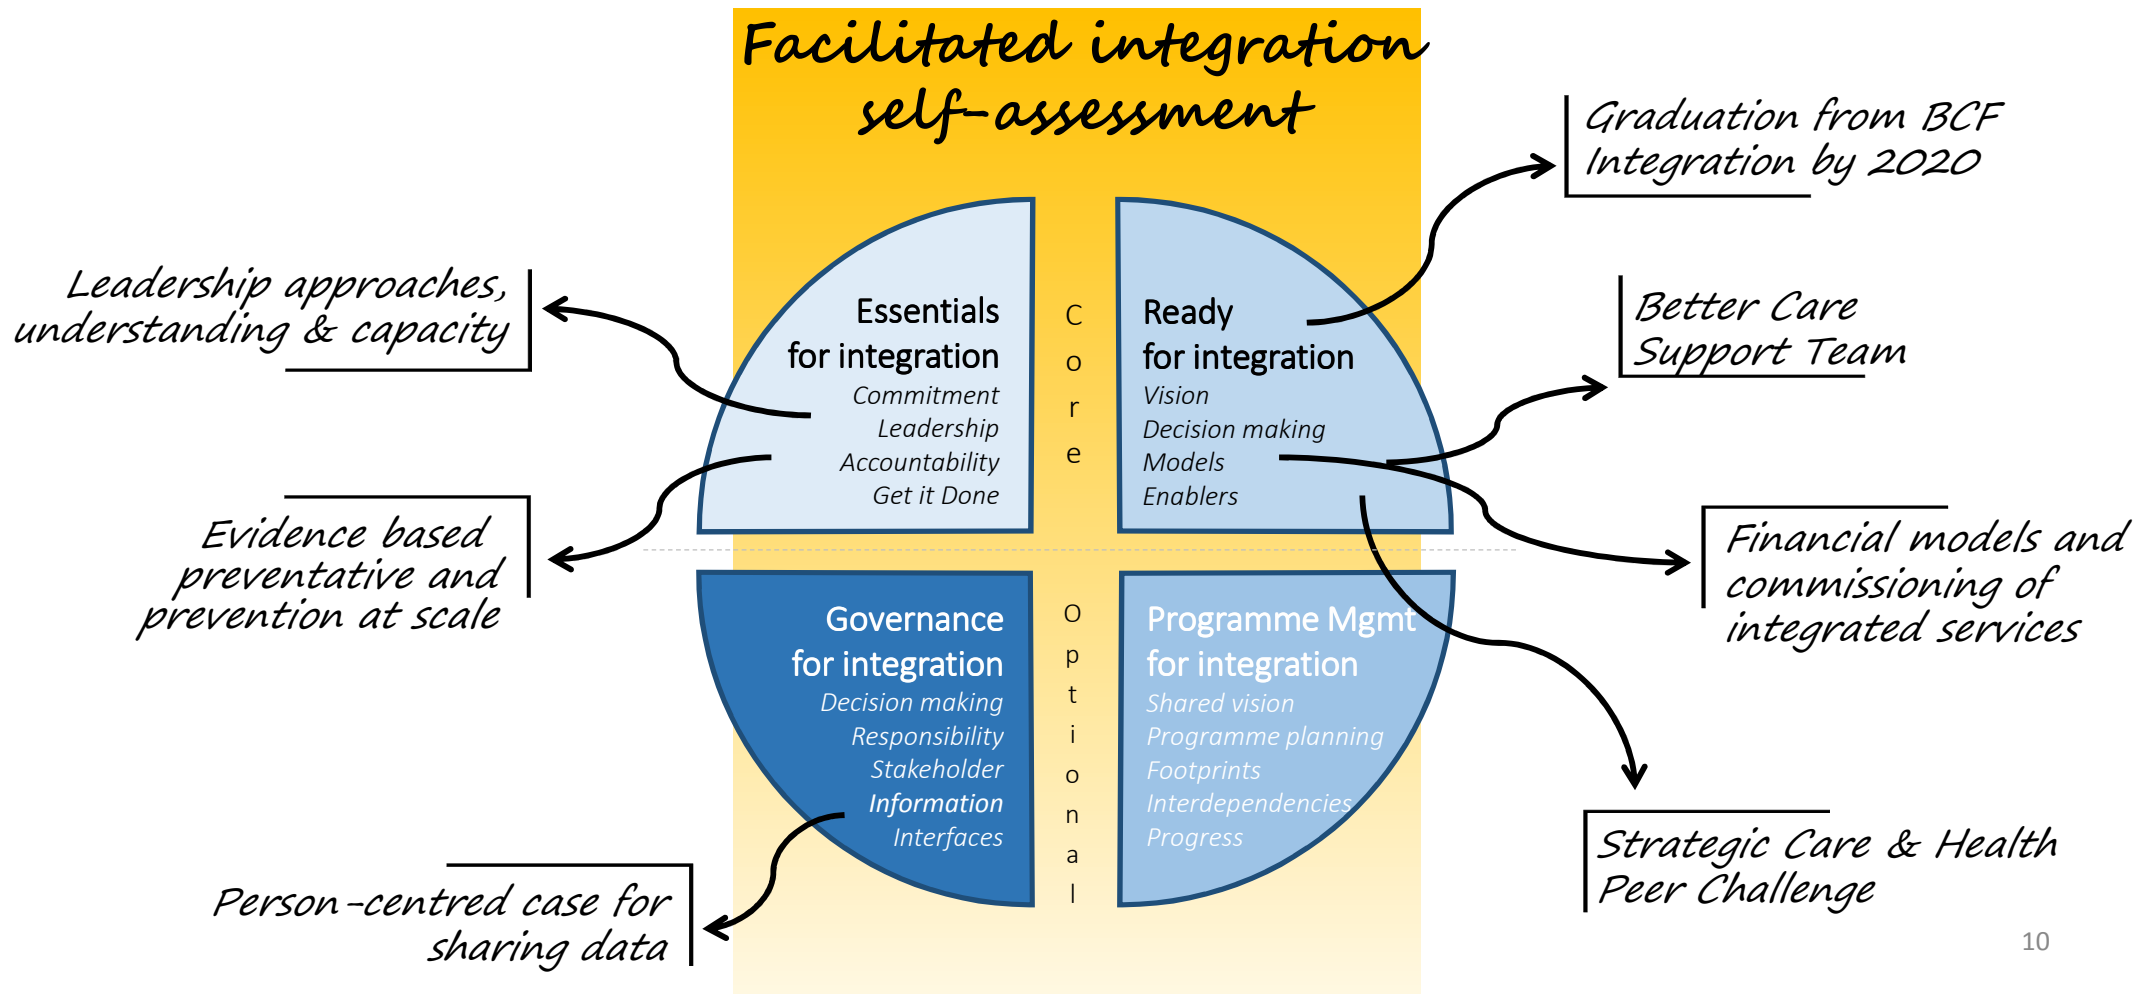 Facilitated integration
self-assessment
Leadership approaches,
understanding & capacity
Evidence based
preventative and
prevention at scale
Person-centred case for
sharing data
Essentials
for integration
Commitment
Leadership
Accountability
Get it Done
Core
Ready
for integration
Vision
Decision making
Models
Enablers
Governance
for integration
Decision making
Responsibility
Stakeholder
Information
Interfaces
Optional
Programme Mgmt
for integration
Shared vision
Programme planning
Footprints
Interdependencies
Progress
Graduation from BCF
Integration by 2020
Better Care
Support Team
Financial models and
commissioning of
integrated services
Strategic Care & Health
Peer Challenge
10